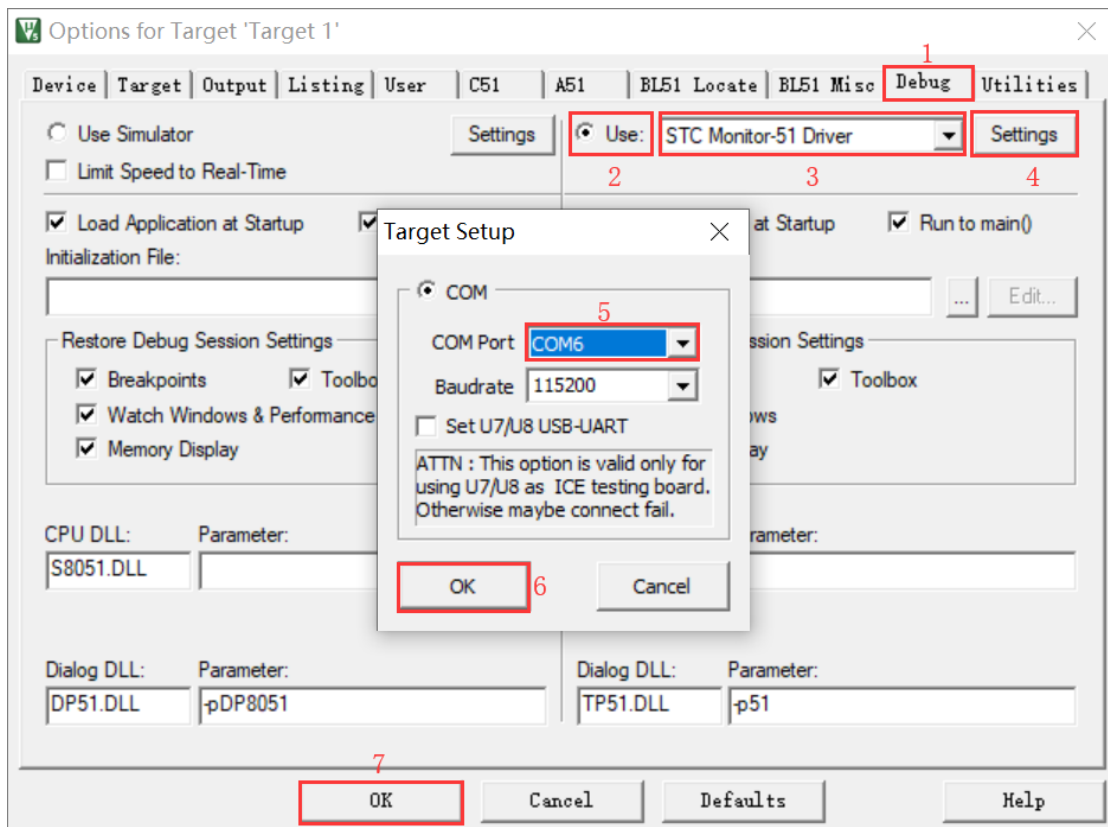 Options for Target 'Target 1'
1
Device Target Output Listing User C51 A51 BL51 Locate BL51 Misc Debug Utilities
Use Simulator Settings Use: STC Monitor-51 Driver Settings
Limit Speed to Real-Time 2 3 4
Load Application at Startup at Startup Run to main()
Target Setup
Initialization File:
COM
... Edit...
5
Restore Debug Session Settings COM Port COM6 ssion Settings
Breakpoints Toolbo Baudrate 115200 Toolbox
Watch Windows & Performance Set U7/U8 USB-UART ows
Memory Display ay
ATTN : This option is valid only for
using U7/U8 as ICE testing board.
Otherwise maybe connect fail.
CPU DLL: Parameter: rameter:
S8051.DLL
OK 6 Cancel
Dialog DLL: Parameter: Dialog DLL: Parameter:
DP51.DLL -pDP8051 TP51.DLL -p51
7
OK Cancel Defaults Help